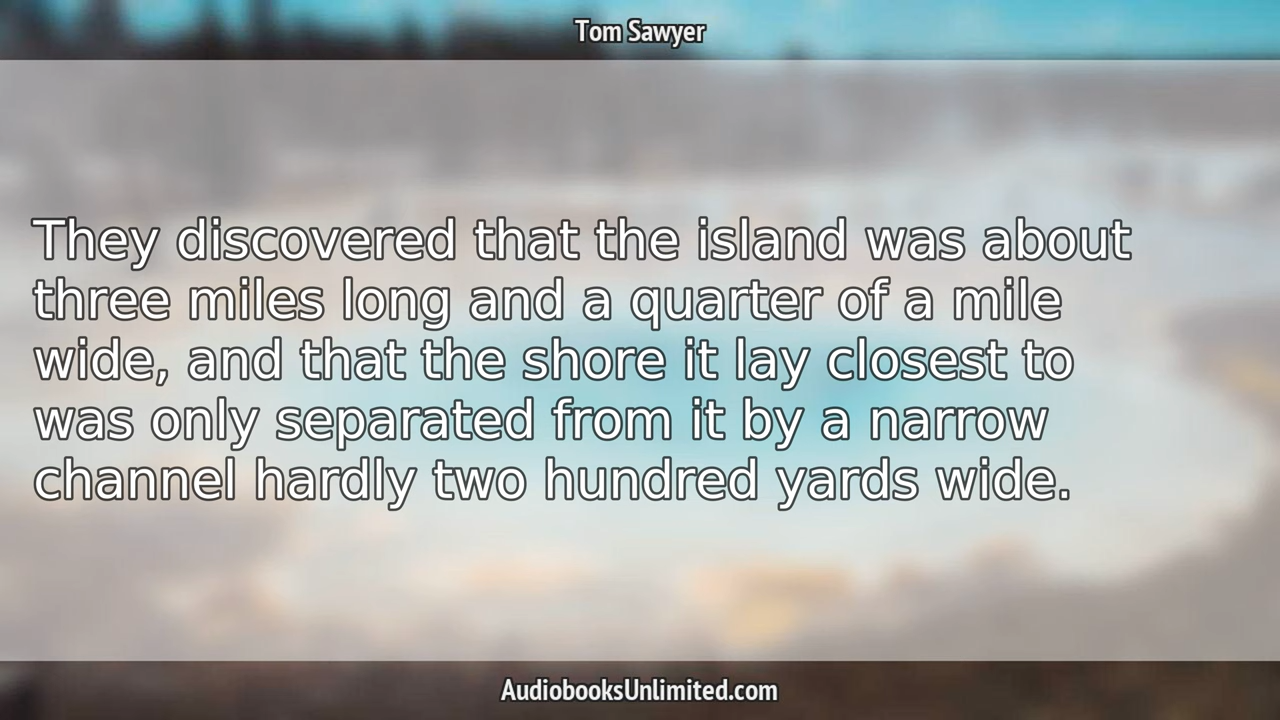 Tom Sawyer
They discovered that the island was about
three miles long and a quarter of a mile
wide, and that the shore it lay closest to
was only separated from it by a narrow
channel hardly two hundred yards wide.
AudiobooksUnlimited.com